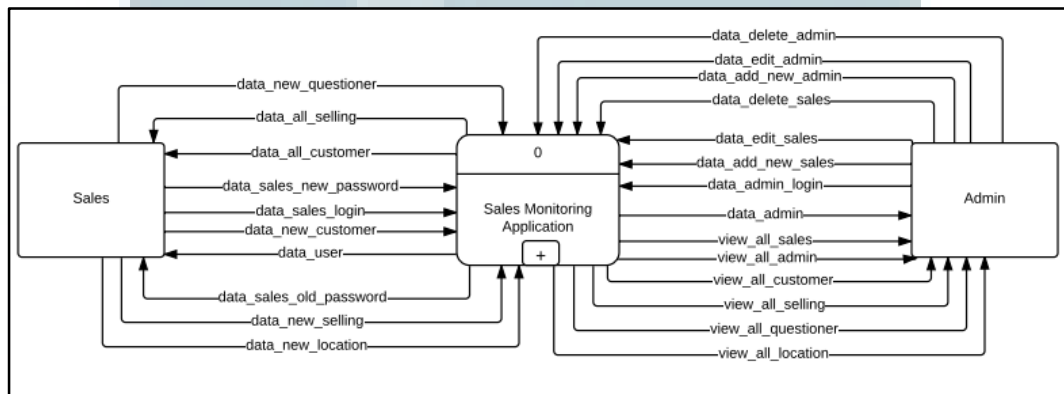 data_delete_admin
data_edit_admin
data_add_new_admin
data_new_questioner
data_delete_sales
data_all_selling
data_edit_sales
data_all_customer
0
data_add_new_sales
data_sales_new_password
data_admin_login
Sales
Admin
data_sales_login
Sales Monitoring
Application
data_admin
data_new_customer
view_all_sales
data_user
+
view_all_admin
view_all_customer
data_sales_old_password
view_all_selling
data_new_selling
view_all_questioner
data_new_location
view_all_location